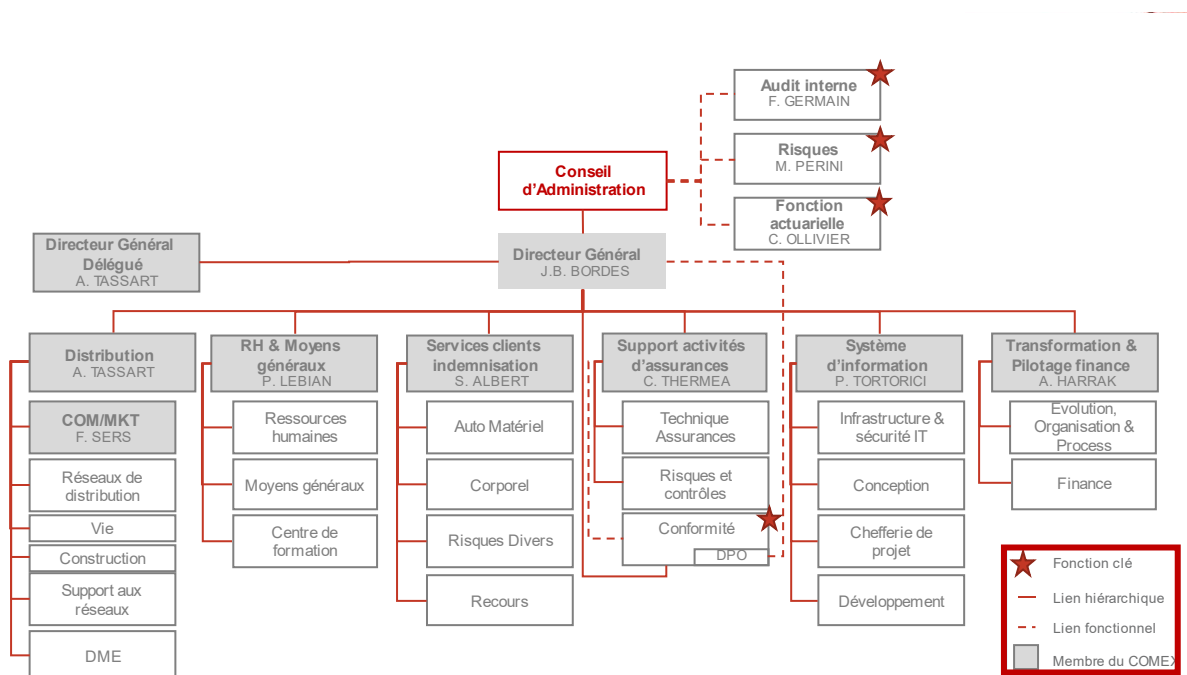 Audit interne
F. GERMAIN
Risques
M. PERINI
Fonction
actuarielle
C. OLLIVIER
Conseil
d'Administration
Directeur Général
Délégué
A. TASSART
Directeur Général
J.B. BORDES
Distribution
A. TASSART
COM/MKT
F. SERS
Réseaux de
distribution
Vie
Construction
Support aux
réseaux
DME
RH & Moyens
généraux
P. LEBIAN
Ressources
humaines
Moyens généraux
Centre de
formation
Services clients
indemnisation
S. ALBERT
Auto Matériel
Corporel
Risques Divers
Recours
Support activités
d'assurances
C. THERMEA
Technique
Assurances
Risques et
contrôles
Conformité
DPO
Système
d'information
P. TORTORICI
Infrastructure &
sécurité IT
Conception
Chefferie de
projet
Développement
Transformation &
Pilotage finance
A. HARRAK
Evolution,
Organisation &
Process
Finance
Fonction clé
Lien hiérarchique
Lien fonctionnel
Membre du COMEX